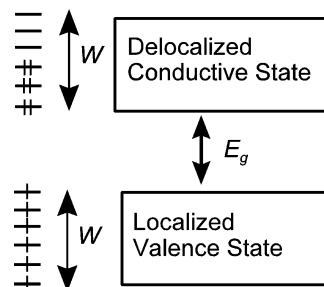 W
Delocalized
Conductive State
E_g
W
Localized
Valence State